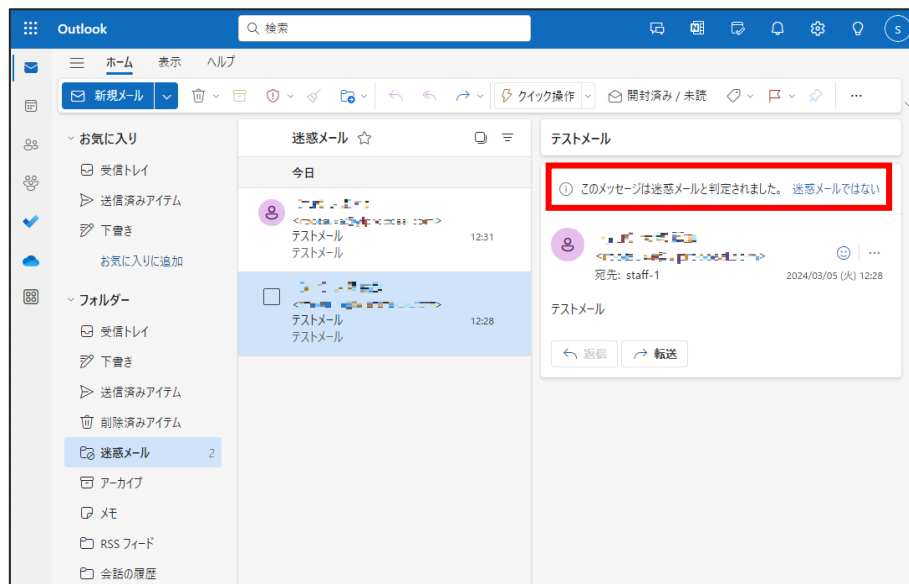 Outlook
検索
S
ホーム 表示 ヘルプ
新規メール
クイック操作
開封済み / 未読
お気に入り
受信トレイ
送信済みアイテム
下書き
お気に入りに追加
フォルダー
受信トレイ
下書き
送信済みアイテム
削除済みアイテム
迷惑メール 2
アーカイブ
メモ
RSS フィード
会話の履歴
迷惑メール
今日
テストメール 12:31
テストメール
テストメール 12:28
テストメール
テストメール
このメッセージは迷惑メールと判定されました。 迷惑メールではない
宛先: staff-1 2024/03/05 (火) 12:28
テストメール
返信 転送